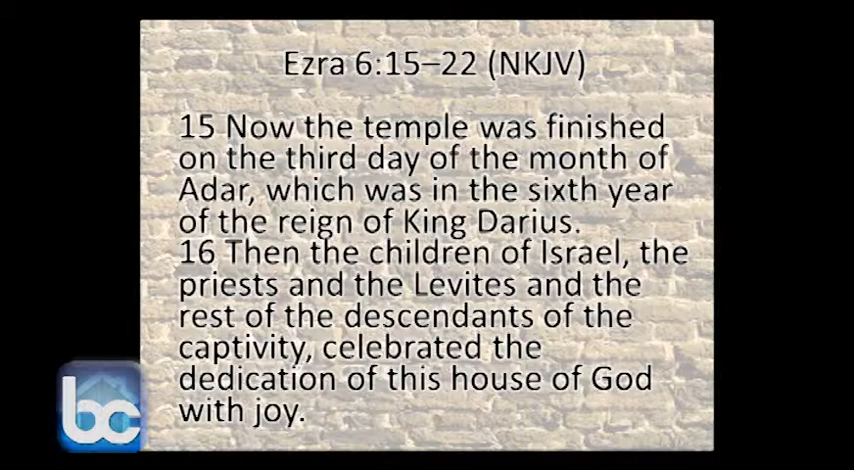 Ezra 6:15–22 (NKJV)
15 Now the temple was finished
on the third day of the month of
Adar, which was in the sixth year
of the reign of King Darius.
16 Then the children of Israel, the
priests and the Levites and the
rest of the descendants of the
captivity, celebrated the
dedication of this house of God
with joy.
bc